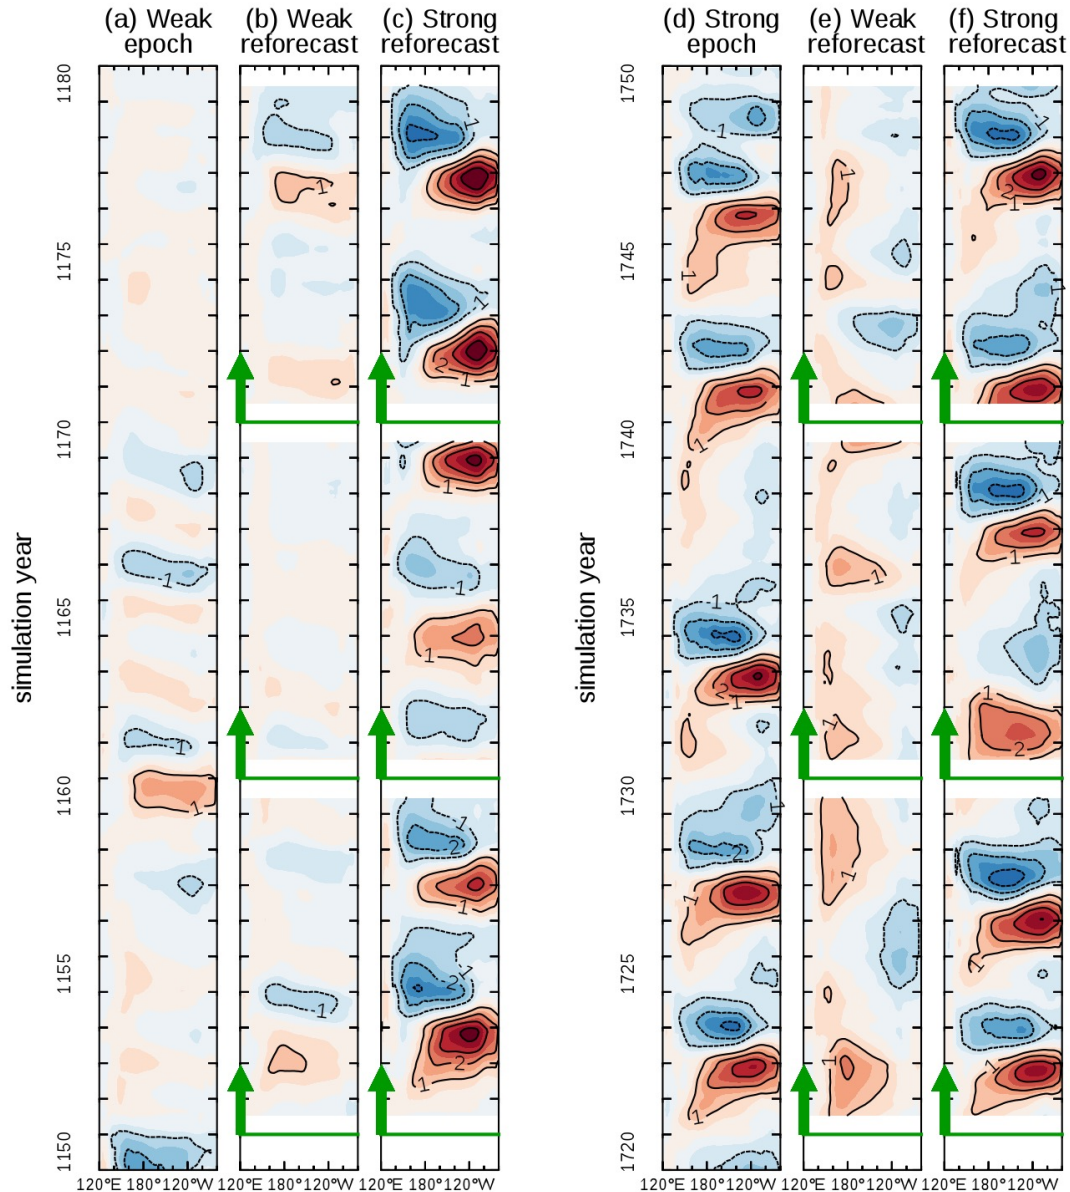 (a) Weak epoch
(b) Weak reforecast
(c) Strong reforecast
(d) Strong epoch
(e) Weak reforecast
(f) Strong reforecast
simulation year
1180
1175
1170
1165
1160
1155
1150
simulation year
1750
1745
1740
1735
1730
1725
1720
120°E 180°W 120°W
120°E 180°W 120°W
120°E 180°W 120°W
120°E 180°W 120°W
120°E 180°W 120°W
120°E 180°W 120°W